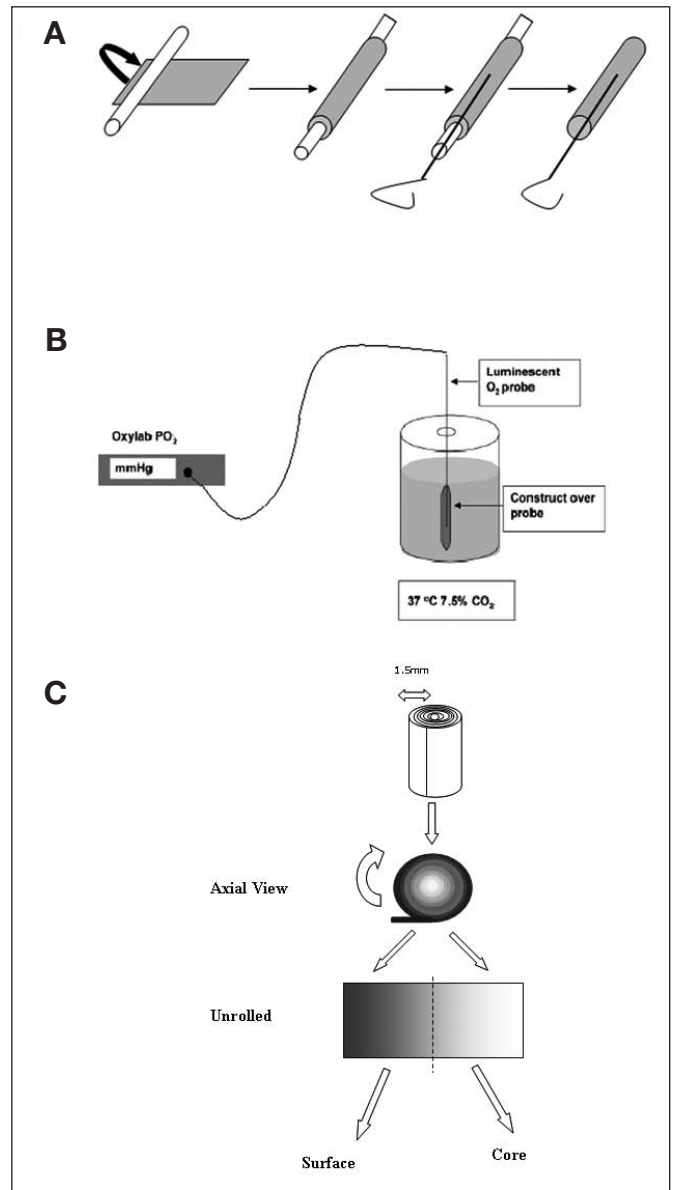 A
B
Luminescent
O₂ probe
Oxylab PO₂
mmHg
Construct over
probe
37 ºC 7.5% CO₂
C
1.5mm
Axial View
Unrolled
Surface
Core